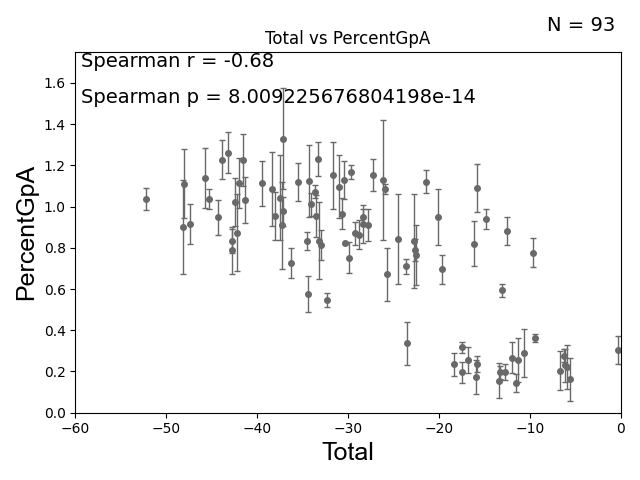 N = 93
Total vs PercentGpA
Spearman r = -0.68
Spearman p = 8.009225676804198e-14
PercentGpA
1.6
1.4
1.2
1.0
0.8
0.6
0.4
0.2
0.0
−60 −50 −40 −30 −20 −10 0
Total